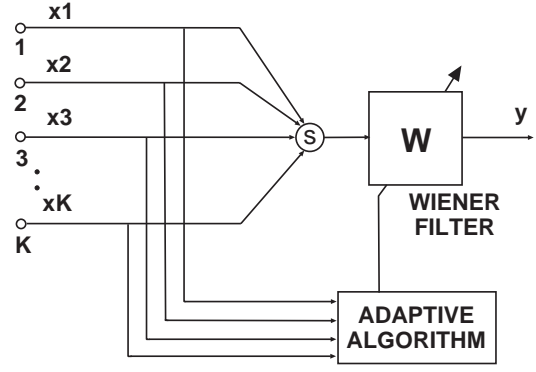 x1
1
x2
2
x3
3
xK
K
S
W
y
WIENER
FILTER
ADAPTIVE
ALGORITHM